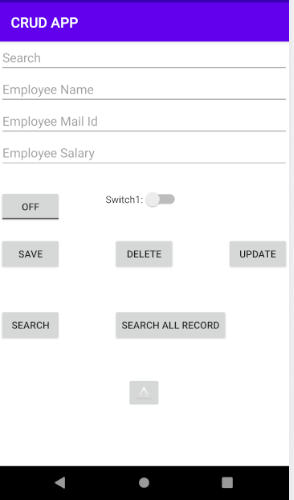 CRUD APP
Search
Employee Name
Employee Mail Id
Employee Salary
OFF
Switch1:
SAVE
DELETE
UPDATE
SEARCH
SEARCH ALL RECORD